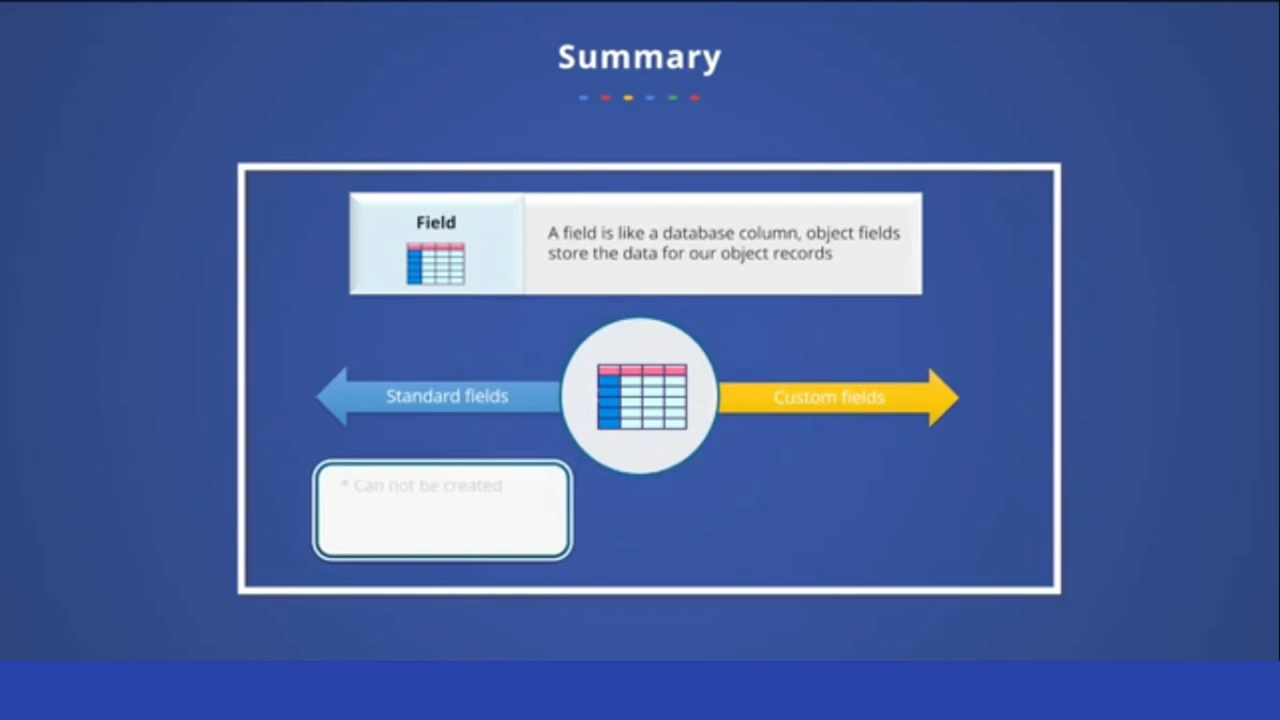 Summary
Field
A field is like a database column, object fields
store the data for our object records
Standard fields
Custom fields
* Can not be created